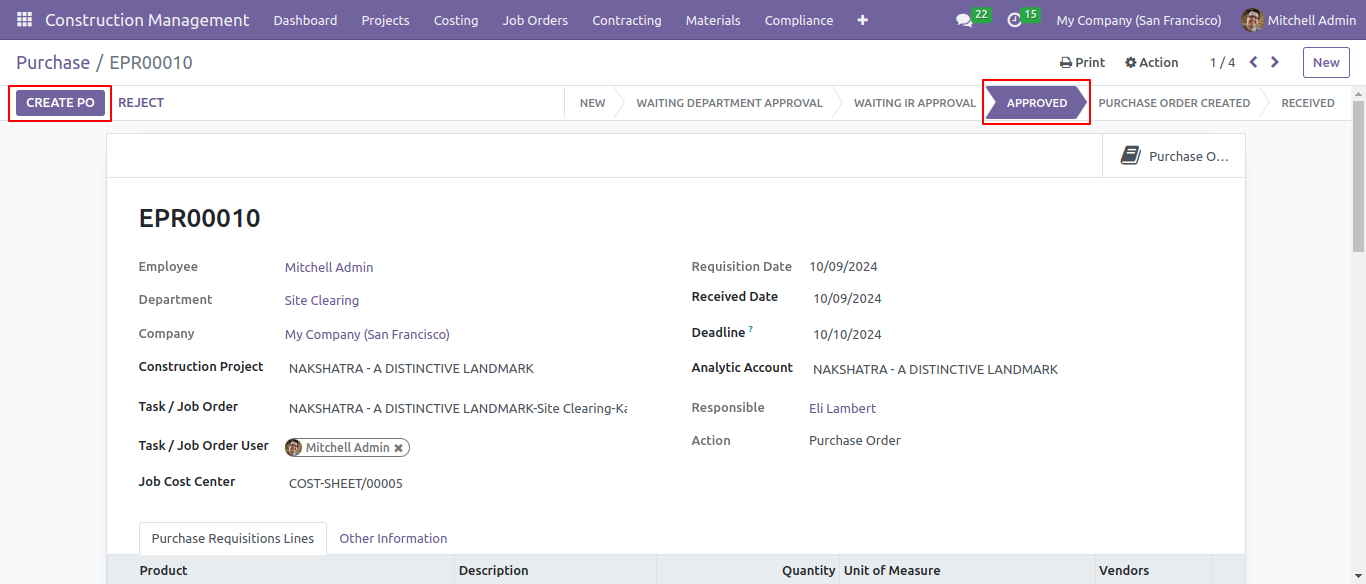 Construction Management Dashboard Projects Costing Job Orders Contracting Materials Compliance + 22 15 My Company (San Francisco) Mitchell Admin
Purchase / EPR00010 Print Action 1 / 4 New
CREATE PO REJECT NEW WAITING DEPARTMENT APPROVAL WAITING IR APPROVAL APPROVED PURCHASE ORDER CREATED RECEIVED
Purchase O...
EPR00010
Employee Mitchell Admin Requisition Date 10/09/2024
Department Site Clearing Received Date 10/09/2024
Company My Company (San Francisco) Deadline ? 10/10/2024
Construction Project NAKSHATRA - A DISTINCTIVE LANDMARK Analytic Account NAKSHATRA - A DISTINCTIVE LANDMARK
Task / Job Order NAKSHATRA - A DISTINCTIVE LANDMARK-Site Clearing-Ka Responsible Eli Lambert
Task / Job Order User Mitchell Admin Action Purchase Order
Job Cost Center COST-SHEET/00005
Purchase Requisitions Lines Other Information
Product Description Quantity Unit of Measure Vendors